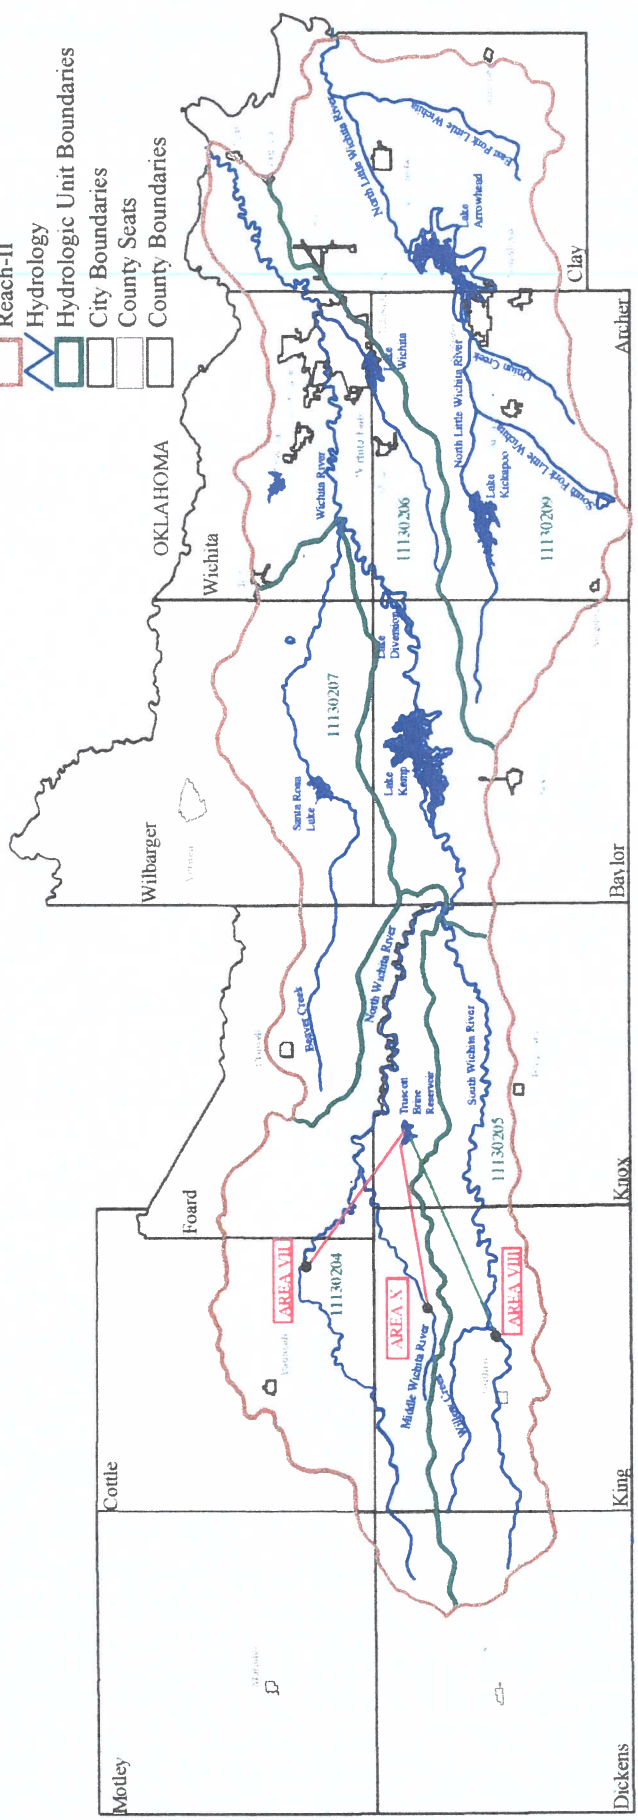 Reach-II
Hydrology
Hydrologic Unit Boundaries
City Boundaries
County Seats
County Boundaries
OKLAHOMA
Motley
Cottle
Foard
Wilbarger
Wichita
Dickens
King
Knox
Baylor
Archer
Clay
AREA VII
AREA X
AREA VIII
11130204
11130205
11130207
11130206
11130209
Middle Wichita River
Truscott
Brine
Reservoir
North Wichita River
South Wichita River
Beaver Creek
Santa Rosa
Lake
Lake
Kemp
Lake
Diversion
Wichita River
Lake
Wichita
Lake
Kickapoo
North Little Wichita River
South Fork Little Wichita
Onion Creek
Lake
Arrowhead
North Little Wichita River
East Fork Little Wichita